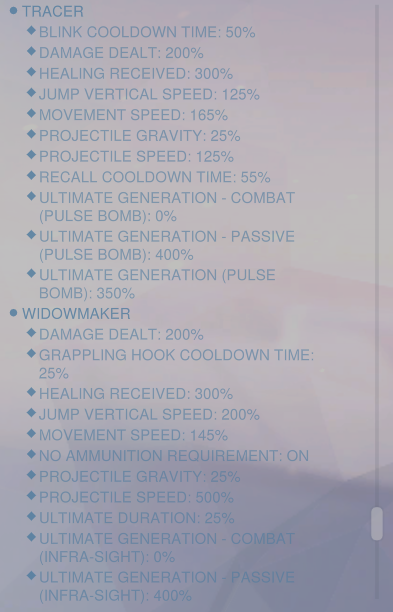 TRACER
BLINK COOLDOWN TIME: 50%
DAMAGE DEALT: 200%
HEALING RECEIVED: 300%
JUMP VERTICAL SPEED: 125%
MOVEMENT SPEED: 165%
PROJECTILE GRAVITY: 25%
PROJECTILE SPEED: 125%
RECALL COOLDOWN TIME: 55%
ULTIMATE GENERATION - COMBAT
(PULSE BOMB): 0%
ULTIMATE GENERATION - PASSIVE
(PULSE BOMB): 400%
ULTIMATE GENERATION (PULSE
BOMB): 350%
WIDOWMAKER
DAMAGE DEALT: 200%
GRAPPLING HOOK COOLDOWN TIME:
25%
HEALING RECEIVED: 300%
JUMP VERTICAL SPEED: 200%
MOVEMENT SPEED: 145%
NO AMMUNITION REQUIREMENT: ON
PROJECTILE GRAVITY: 25%
PROJECTILE SPEED: 500%
ULTIMATE DURATION: 25%
ULTIMATE GENERATION - COMBAT
(INFRA-SIGHT): 0%
ULTIMATE GENERATION - PASSIVE
(INFRA-SIGHT): 400%